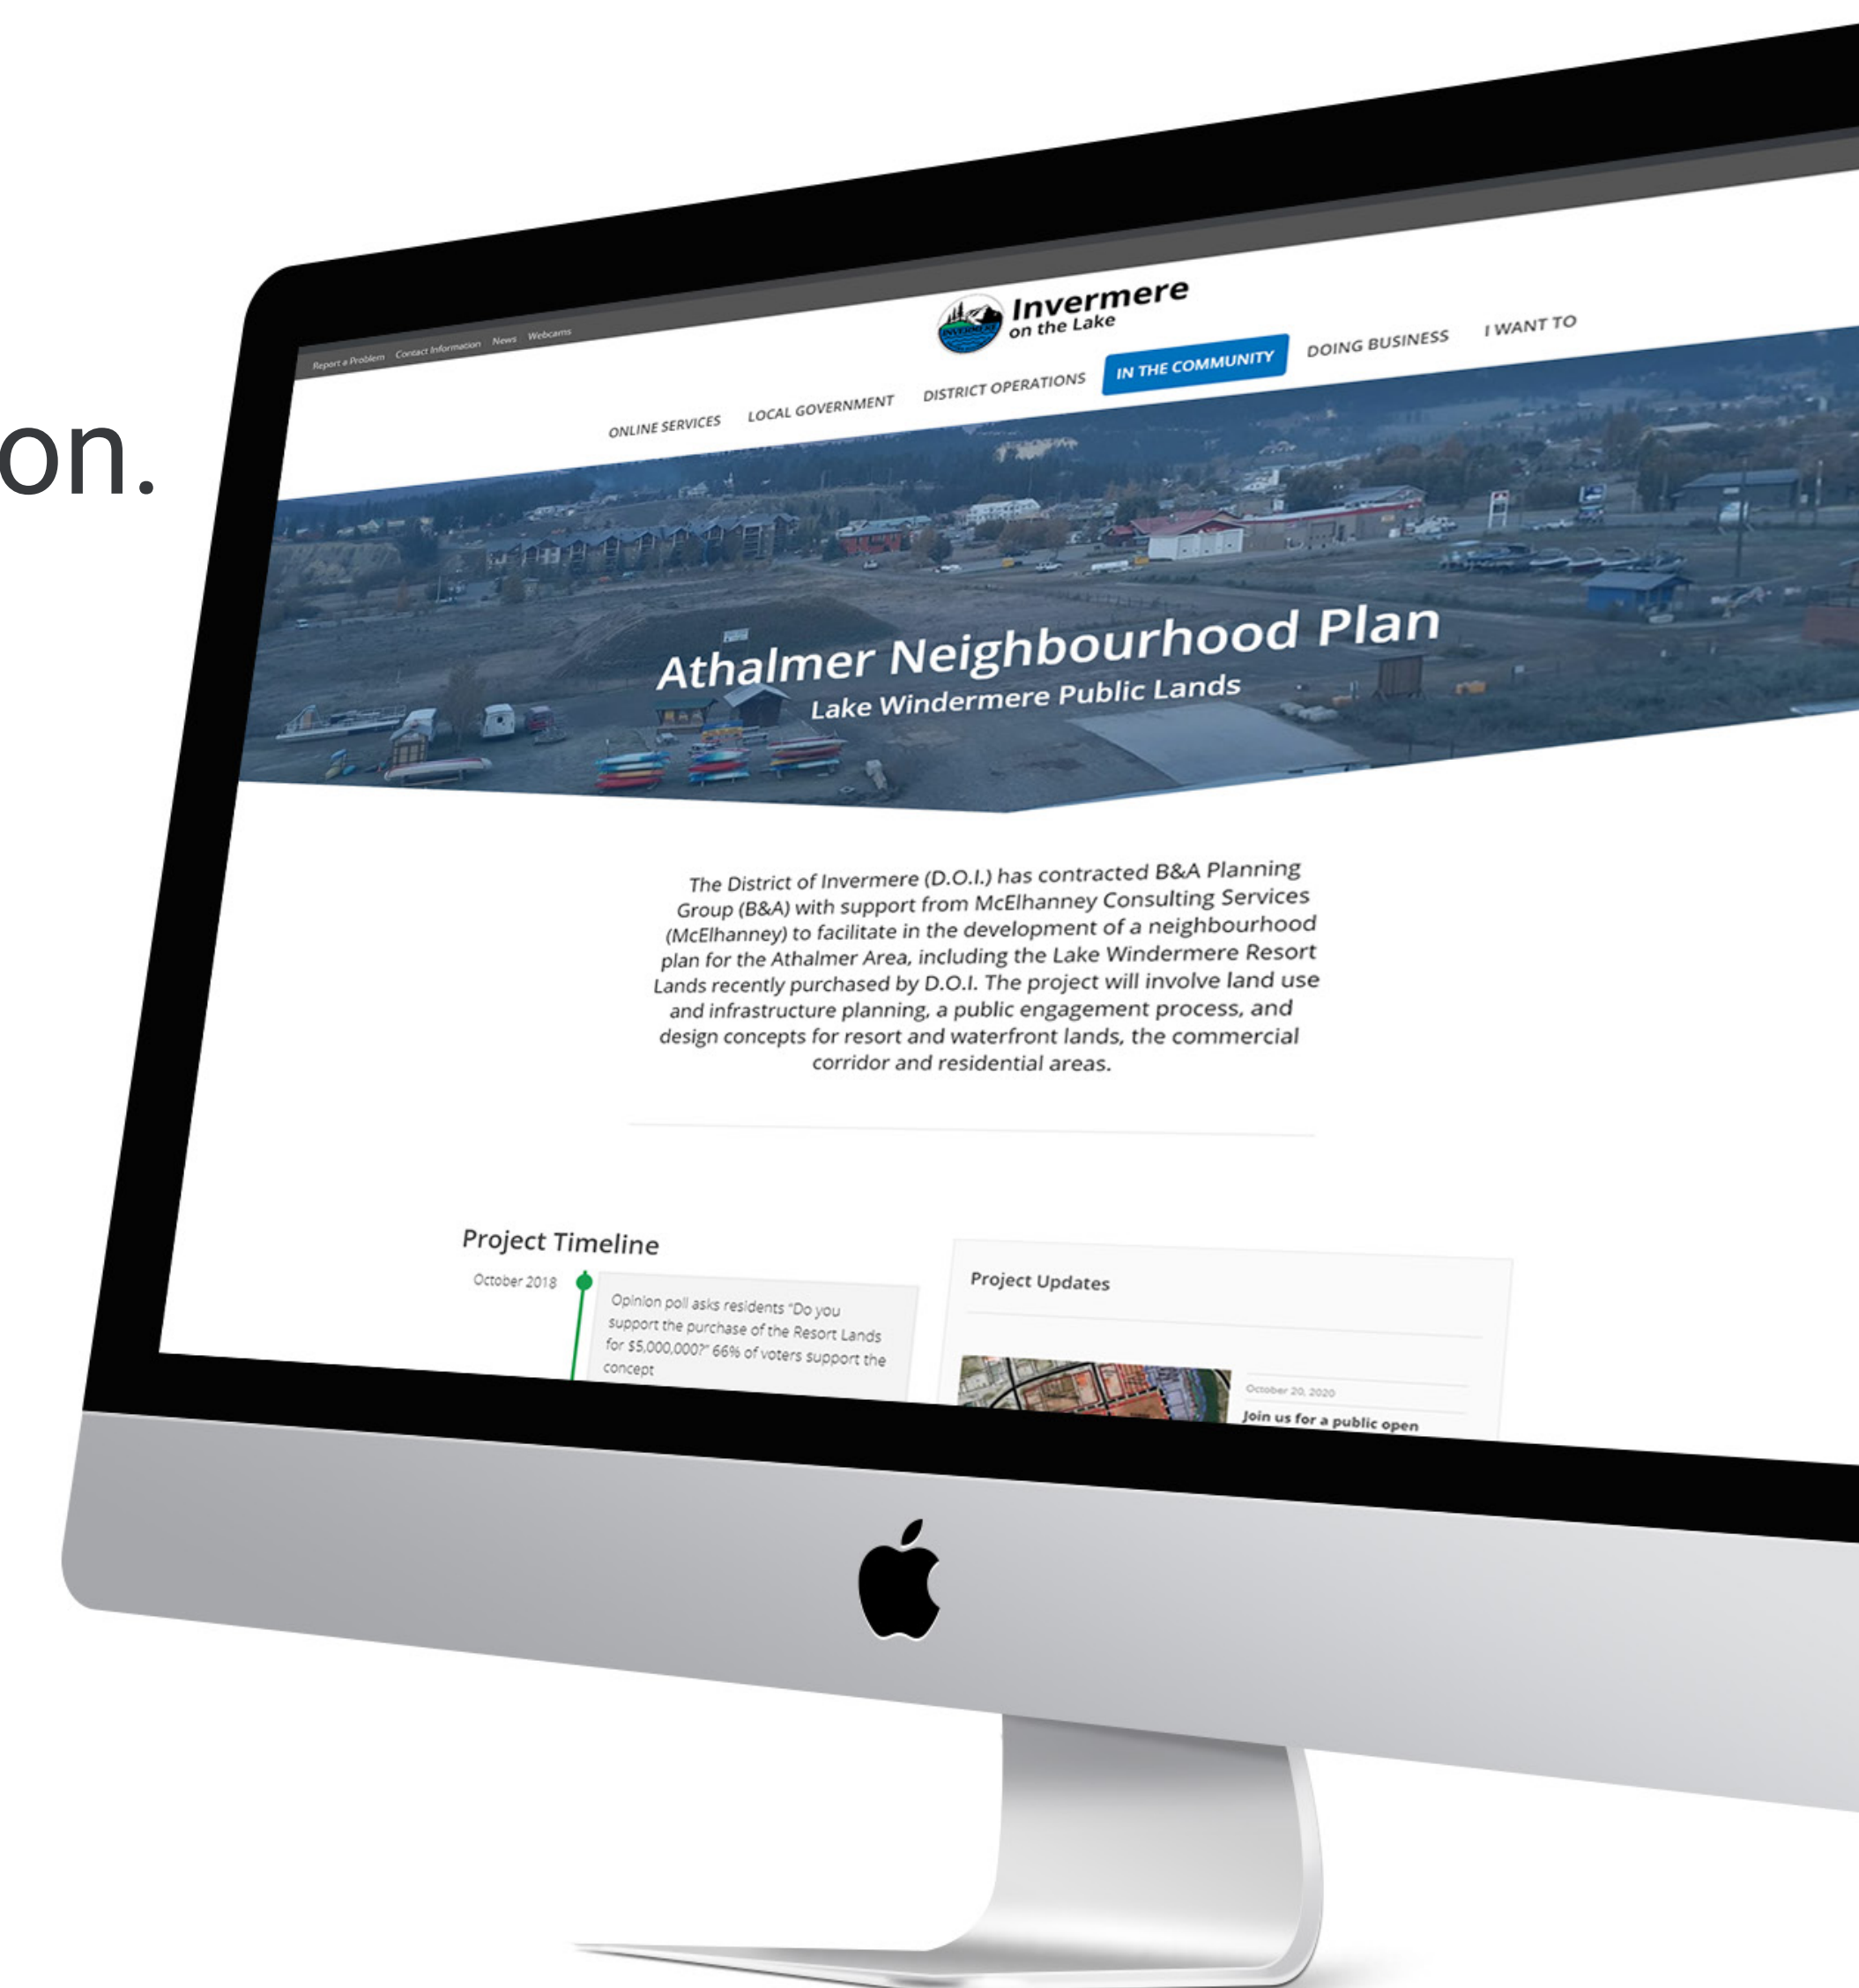 on.
Report a Problem Contact Information News Webcams
INVERMERE
Invermere
on the Lake
ONLINE SERVICES LOCAL GOVERNMENT DISTRICT OPERATIONS IN THE COMMUNITY DOING BUSINESS I WANT TO
Athalmer Neighbourhood Plan
Lake Windermere Public Lands
The District of Invermere (D.O.I.) has contracted B&A Planning
Group (B&A) with support from McElhanney Consulting Services
(McElhanney) to facilitate in the development of a neighbourhood
plan for the Athalmer Area, including the Lake Windermere Resort
Lands recently purchased by D.O.I. The project will involve land use
and infrastructure planning, a public engagement process, and
design concepts for resort and waterfront lands, the commercial
corridor and residential areas.
Project Timeline
October 2018
Opinion poll asks residents "Do you
support the purchase of the Resort Lands
for $5,000,000?" 66% of voters support the
concept
Project Updates
October 20, 2020
Join us for a public open